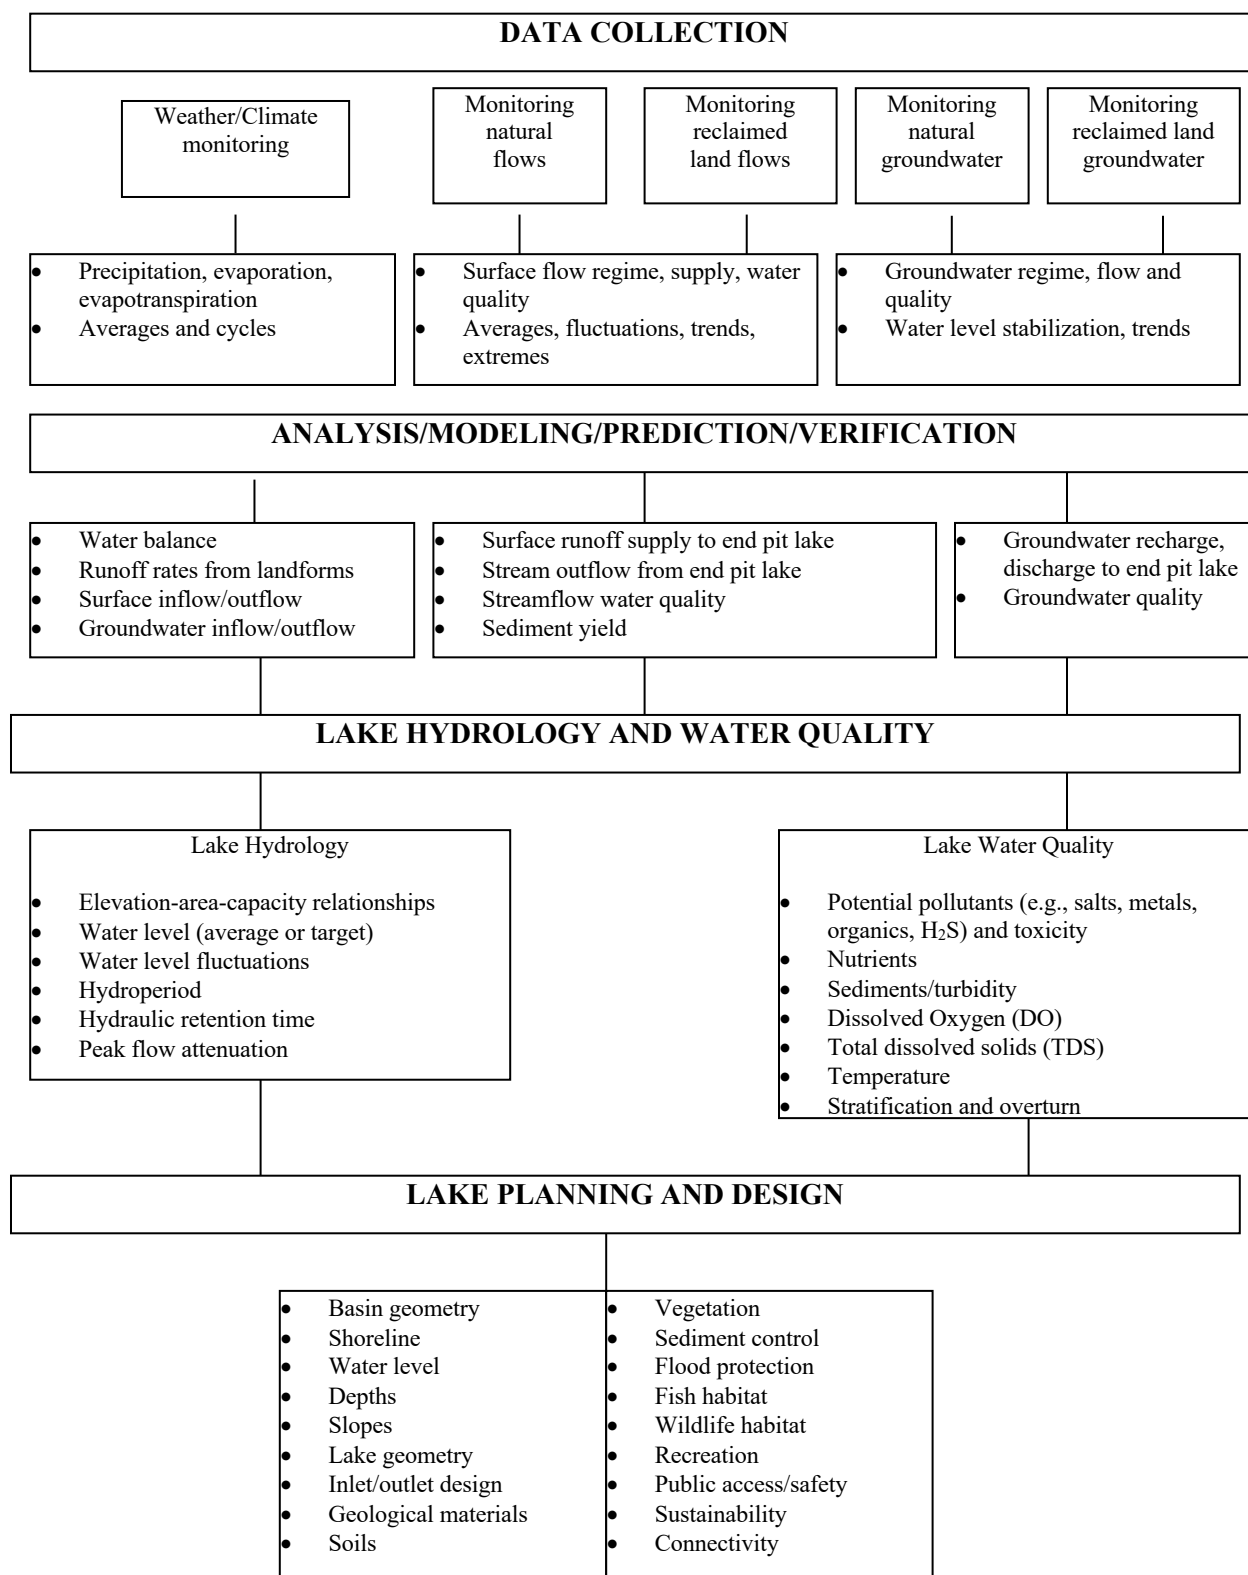 DATA COLLECTION
Weather/Climate
monitoring
Monitoring
natural
flows
Monitoring
reclaimed
land flows
Monitoring
natural
groundwater
Monitoring
reclaimed land
groundwater
• Precipitation, evaporation,
evapotranspiration
• Averages and cycles
• Surface flow regime, supply, water
quality
• Averages, fluctuations, trends,
extremes
• Groundwater regime, flow and
quality
• Water level stabilization, trends
ANALYSIS/MODELING/PREDICTION/VERIFICATION
• Water balance
• Runoff rates from landforms
• Surface inflow/outflow
• Groundwater inflow/outflow
• Surface runoff supply to end pit lake
• Stream outflow from end pit lake
• Streamflow water quality
• Sediment yield
• Groundwater recharge,
discharge to end pit lake
• Groundwater quality
LAKE HYDROLOGY AND WATER QUALITY
Lake Hydrology
• Elevation-area-capacity relationships
• Water level (average or target)
• Water level fluctuations
• Hydroperiod
• Hydraulic retention time
• Peak flow attenuation
Lake Water Quality
• Potential pollutants (e.g., salts, metals,
organics, H₂S) and toxicity
• Nutrients
• Sediments/turbidity
• Dissolved Oxygen (DO)
• Total dissolved solids (TDS)
• Temperature
• Stratification and overturn
LAKE PLANNING AND DESIGN
• Basin geometry
• Shoreline
• Water level
• Depths
• Slopes
• Lake geometry
• Inlet/outlet design
• Geological materials
• Soils
• Vegetation
• Sediment control
• Flood protection
• Fish habitat
• Wildlife habitat
• Recreation
• Public access/safety
• Sustainability
• Connectivity